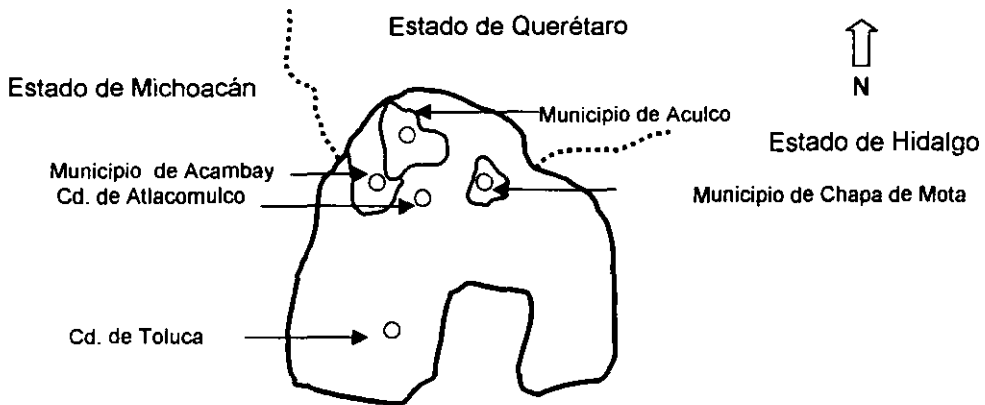 Estado de Querétaro
Estado de Michoacán
N
Municipio de Aculco
Estado de Hidalgo
Municipio de Acambay
Cd. de Atlacomulco
Municipio de Chapa de Mota
Cd. de Toluca